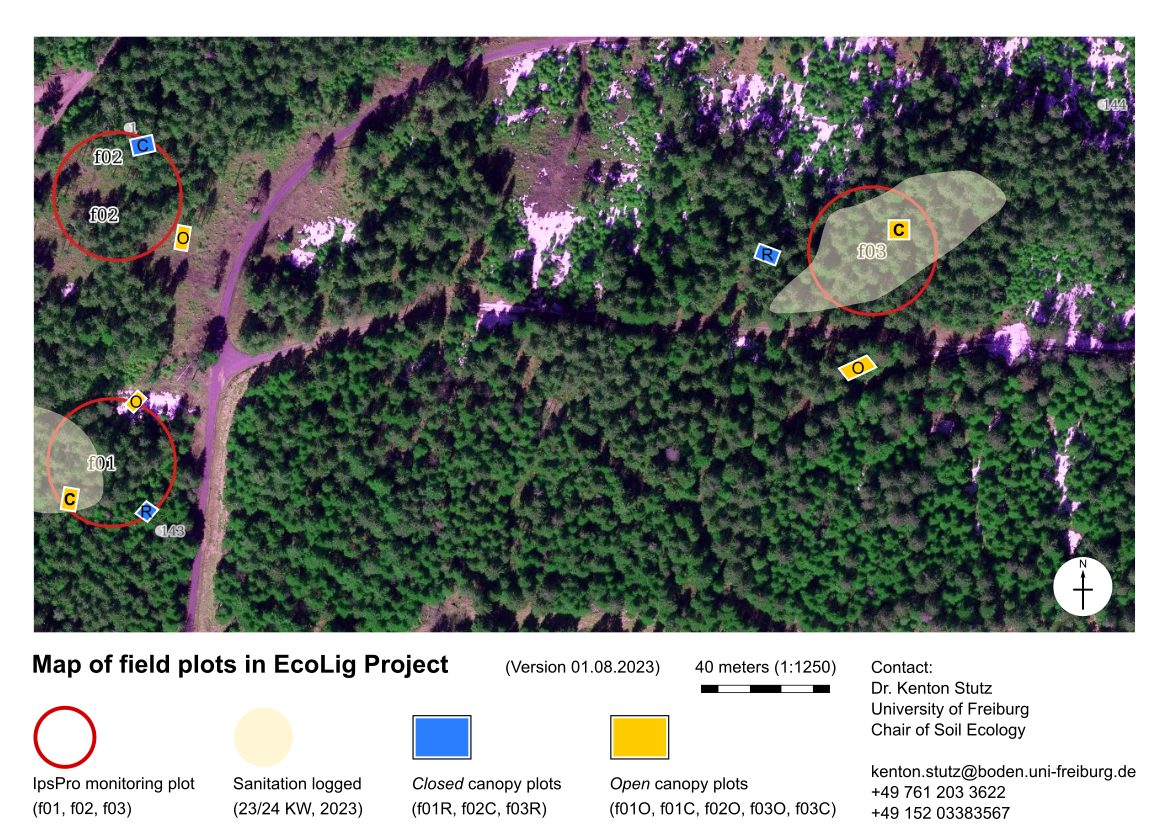 1
C
f02
f02
O
144
C
f03
R
O
O
f01
C
R
143
N
Map of field plots in EcoLig Project
(Version 01.08.2023)
40 meters (1:1250)
IpsPro monitoring plot
(f01, f02, f03)
Sanitation logged
(23/24 KW, 2023)
Closed canopy plots
(f01R, f02C, f03R)
Open canopy plots
(f01O, f01C, f02O, f03O, f03C)
Contact:
Dr. Kenton Stutz
University of Freiburg
Chair of Soil Ecology
kenton.stutz@boden.uni-freiburg.de
+49 761 203 3622
+49 152 03383567